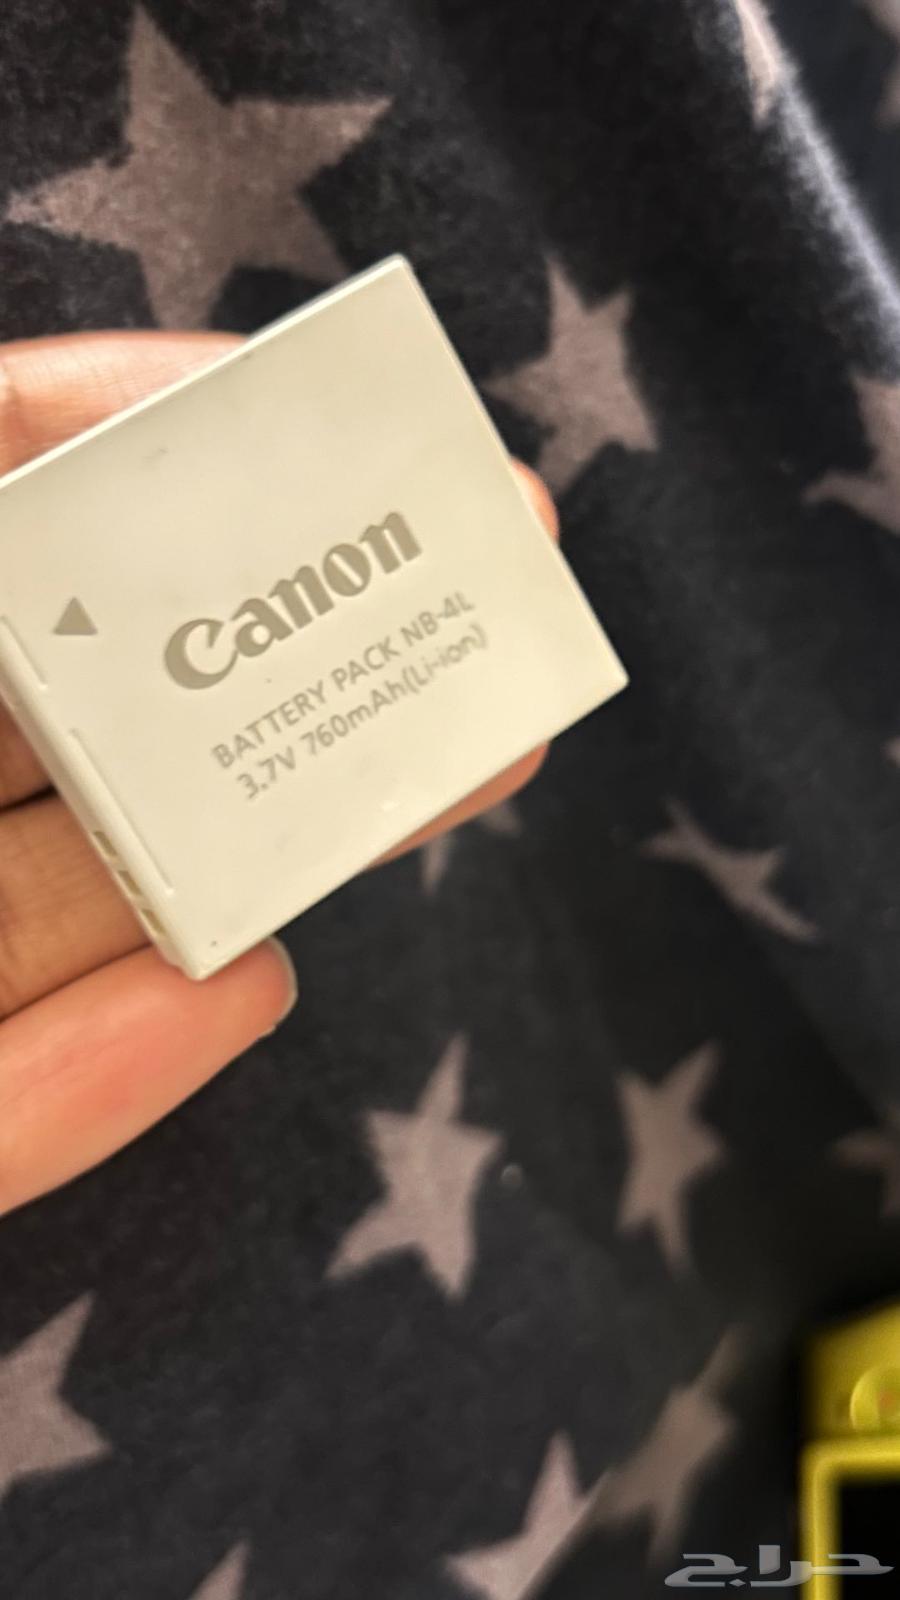 Canon
BATTERY PACK NB-4L
3.7V 760mAh(Li-ion)
حراج